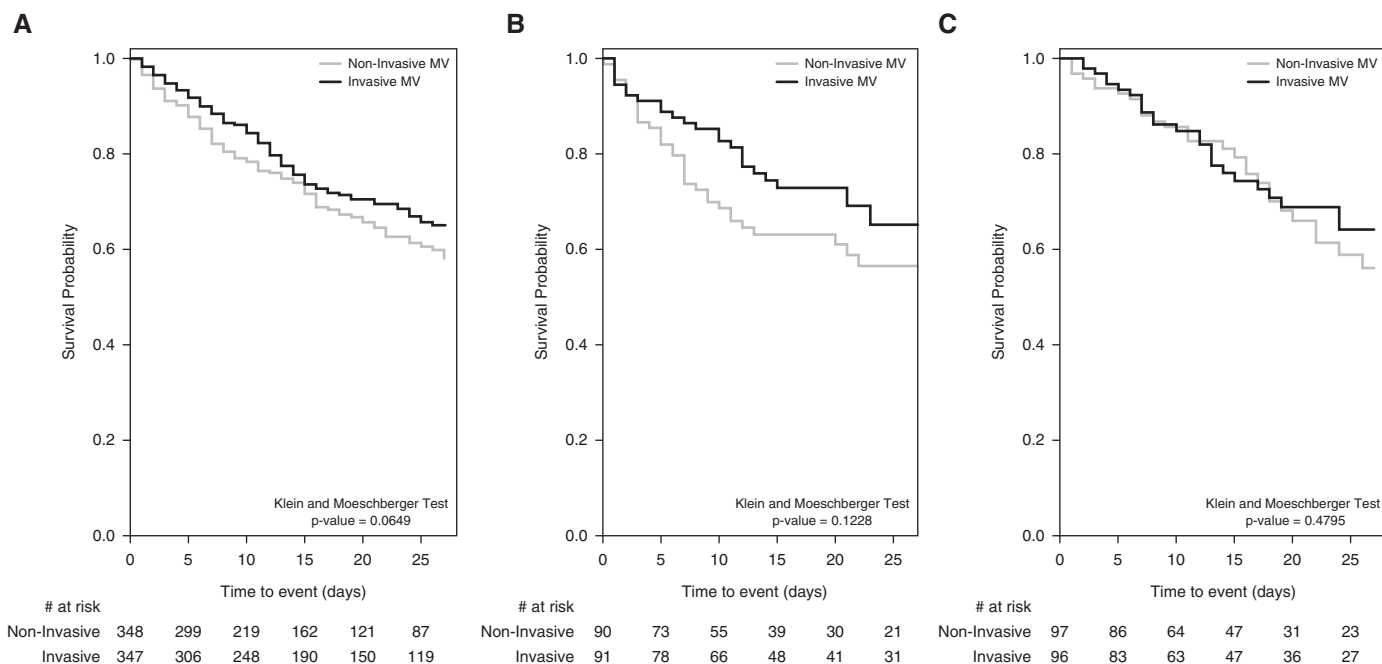 A
1.0
0.8
0.6
0.4
0.2
0.0
Survival Probability
Non-Invasive MV
Invasive MV
Klein and Moeschberger Test
p-value = 0.0649
0 5 10 15 20 25
Time to event (days)
# at risk
Non-Invasive 348 299 219 162 121 87
Invasive 347 306 248 190 150 119
B
1.0
0.8
0.6
0.4
0.2
0.0
Survival Probability
Non-Invasive MV
Invasive MV
Klein and Moeschberger Test
p-value = 0.1228
0 5 10 15 20 25
Time to event (days)
# at risk
Non-Invasive 90 73 55 39 30 21
Invasive 91 78 66 48 41 31
C
1.0
0.8
0.6
0.4
0.2
0.0
Survival Probability
Non-Invasive MV
Invasive MV
Klein and Moeschberger Test
p-value = 0.4795
0 5 10 15 20 25
Time to event (days)
# at risk
Non-Invasive 97 86 64 47 31 23
Invasive 96 83 63 47 36 27